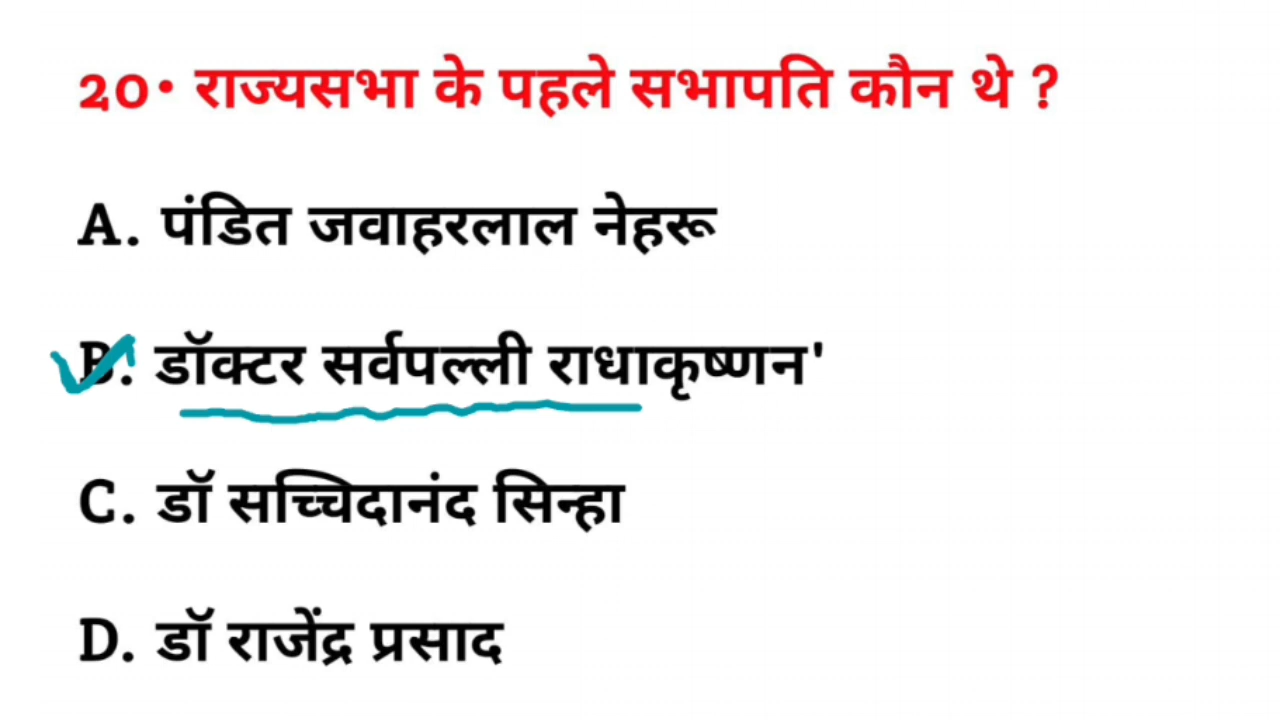 20• राज्यसभा के पहले सभापति कौन थे ?
A. पंडित जवाहरलाल नेहरू
B. डॉक्टर सर्वपल्ली राधाकृष्णन'
C. डॉ सच्चिदानंद सिन्हा
D. डॉ राजेंद्र प्रसाद